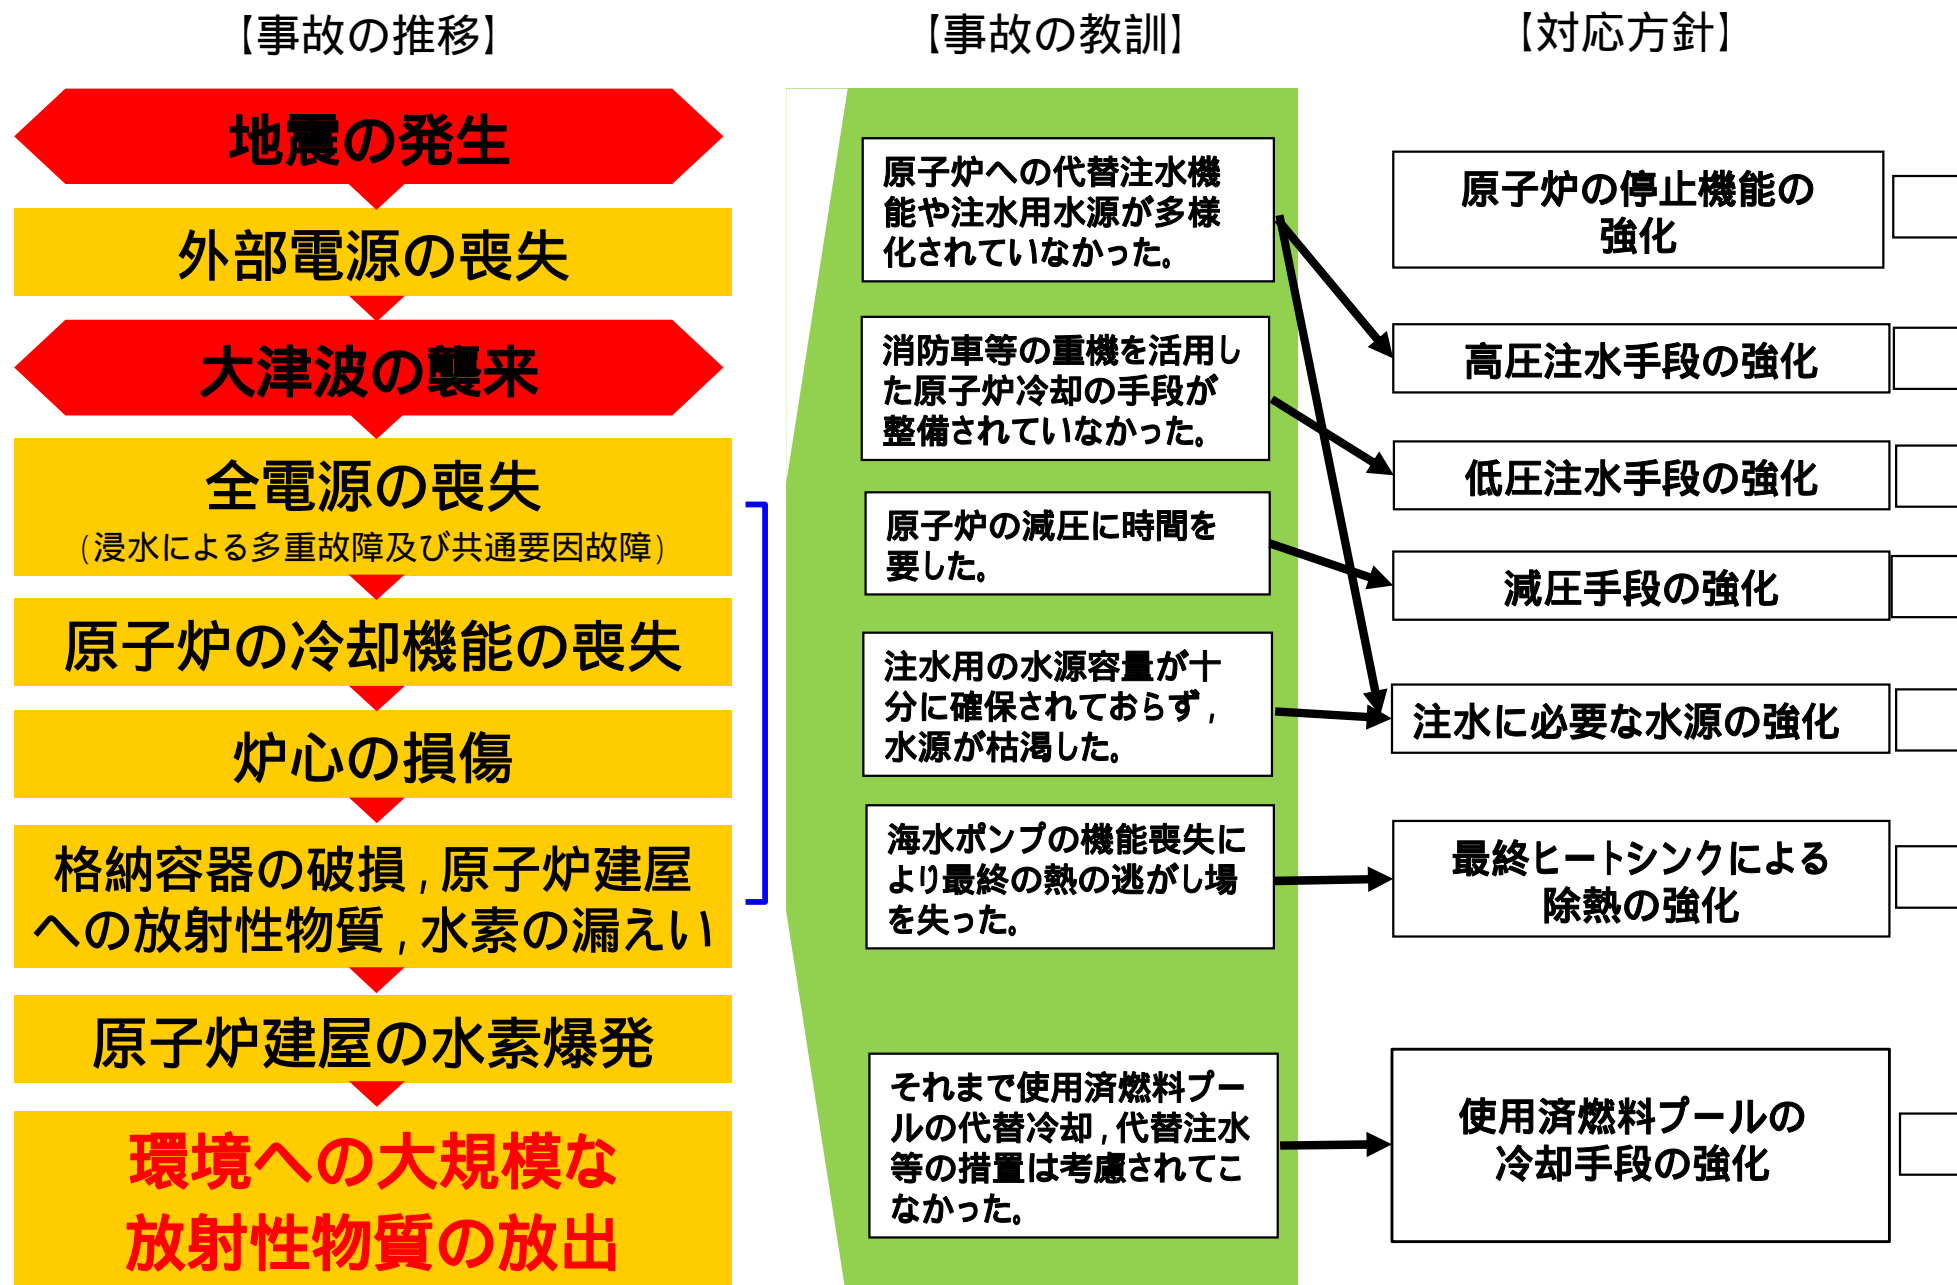 【事故の推移】
地震の発生
外部電源の喪失
大津波の襲来
全電源の喪失
(浸水による多重故障及び共通要因故障)
原子炉の冷却機能の喪失
炉心の損傷
格納容器の破損,原子炉建屋
への放射性物質,水素の漏えい
原子炉建屋の水素爆発
環境への大規模な
放射性物質の放出
【事故の教訓】
原子炉への代替注水機
能や注水用水源が多様
化されていなかった。
消防車等の重機を活用し
た原子炉冷却の手段が
整備されていなかった。
原子炉の減圧に時間を
要した。
注水用の水源容量が十
分に確保されておらず,
水源が枯渇した。
海水ポンプの機能喪失に
より最終の熱の逃がし場
を失った。
それまで使用済燃料プー
ルの代替冷却,代替注水
等の措置は考慮されてこ
なかった。
【対応方針】
原子炉の停止機能の
強化
高圧注水手段の強化
低圧注水手段の強化
減圧手段の強化
注水に必要な水源の強化
最終ヒートシンクによる
除熱の強化
使用済燃料プールの
冷却手段の強化